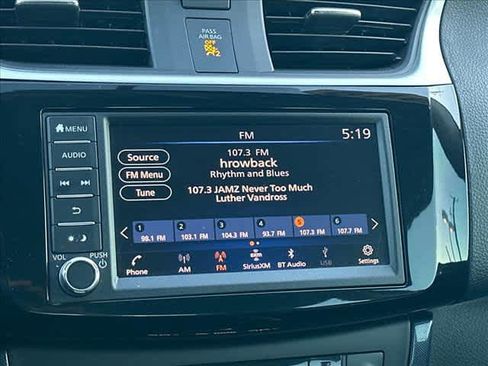 PASS
AIR BAG
OFF
2
MENU
FM
5:19
AUDIO
Source
107.3 FM
hrowback
Rhythm and Blues
FM Menu
Tune
107.3 JAMZ Never Too Much
Luther Vandross
1 2 3 4 5 6
98.1 FM 103.1 FM 104.3 FM 93.7 FM 107.3 FM 107.7 FM
VOL PUSH
Phone AM FM SiriusXM BT Audio USB Settings